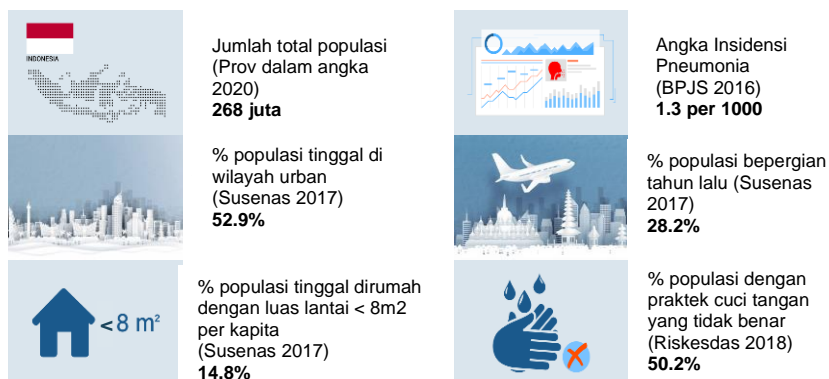 INDONESIA
Jumlah total populasi
(Prov dalam angka
2020)
268 juta
Angka Insidensi
Pneumonia
(BPJS 2016)
1.3 per 1000
% populasi tinggal di
wilayah urban
(Susenas 2017)
52.9%
% populasi bepergian
tahun lalu (Susenas
2017)
28.2%
< 8 m²
% populasi tinggal dirumah
dengan luas lantai < 8m2
per kapita
(Susenas 2017)
14.8%
% populasi dengan
praktek cuci tangan
yang tidak benar
(Riskesdas 2018)
50.2%